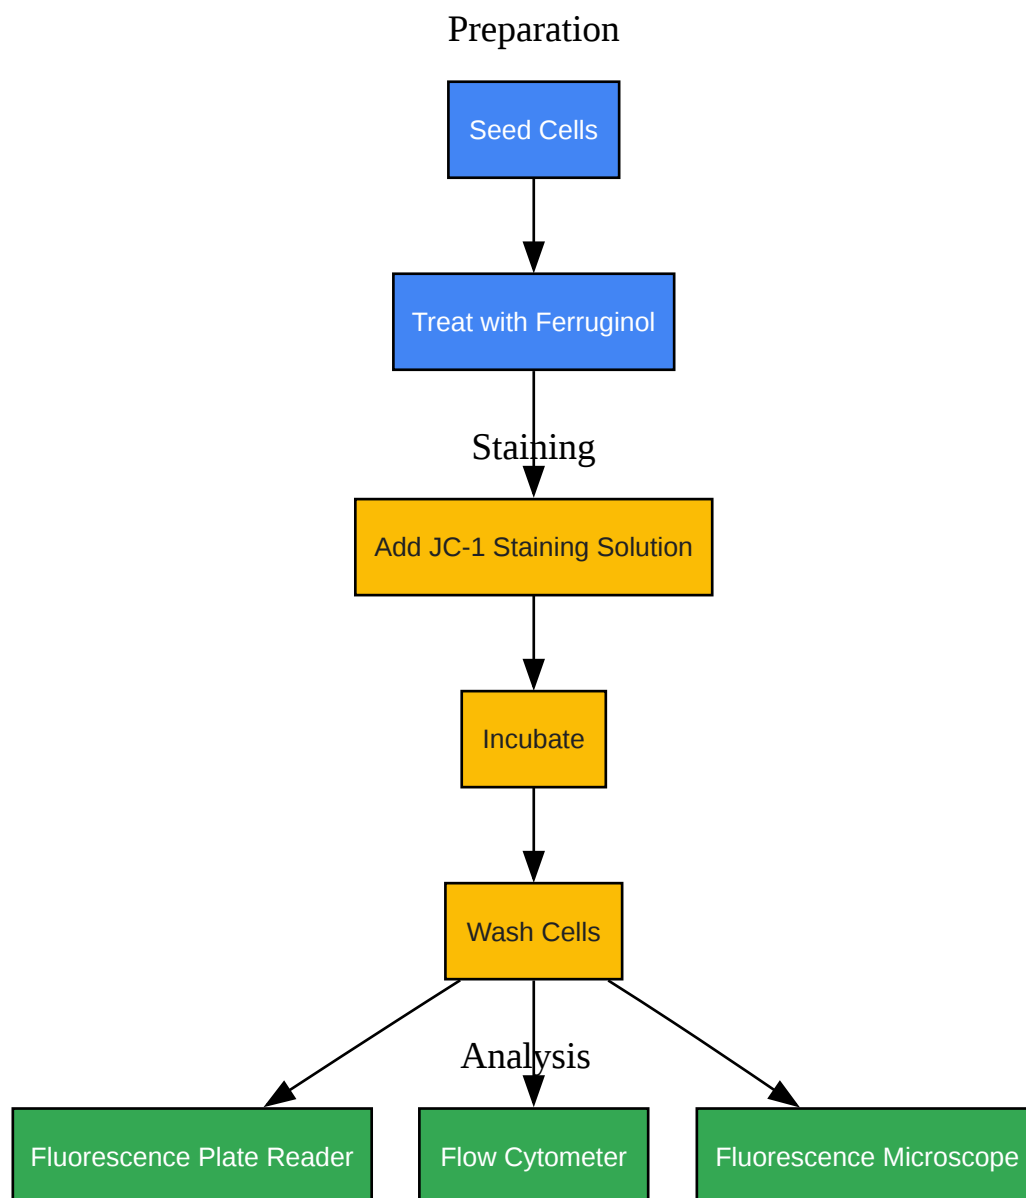 Preparation
Seed Cells
Treat with Ferruginol
Staining
Add JC-1 Staining Solution
Incubate
Wash Cells
Analysis
Fluorescence Plate Reader
Flow Cytometer
Fluorescence Microscope